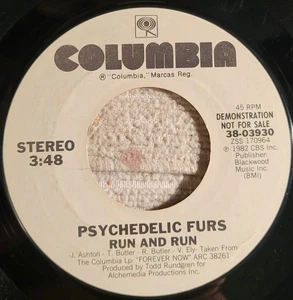 COLUMBIA
® "Columbia," Marcas Reg.
45 RPM
DEMONSTRATION
NOT FOR SALE
38-03930
ZSS 170964
℗ 1982 CBS Inc.
Publisher:
Blackwood
Music Inc.
(BMI)
STEREO
3:48
PSYCHEDELIC FURS
RUN AND RUN
J. Ashton - T. Butler - R. Butler - V. Ely- Taken From
The Columbia Lp: "FOREVER NOW" ARC 38261
Produced by Todd Rundgren for
Alchemedia Productions Inc.